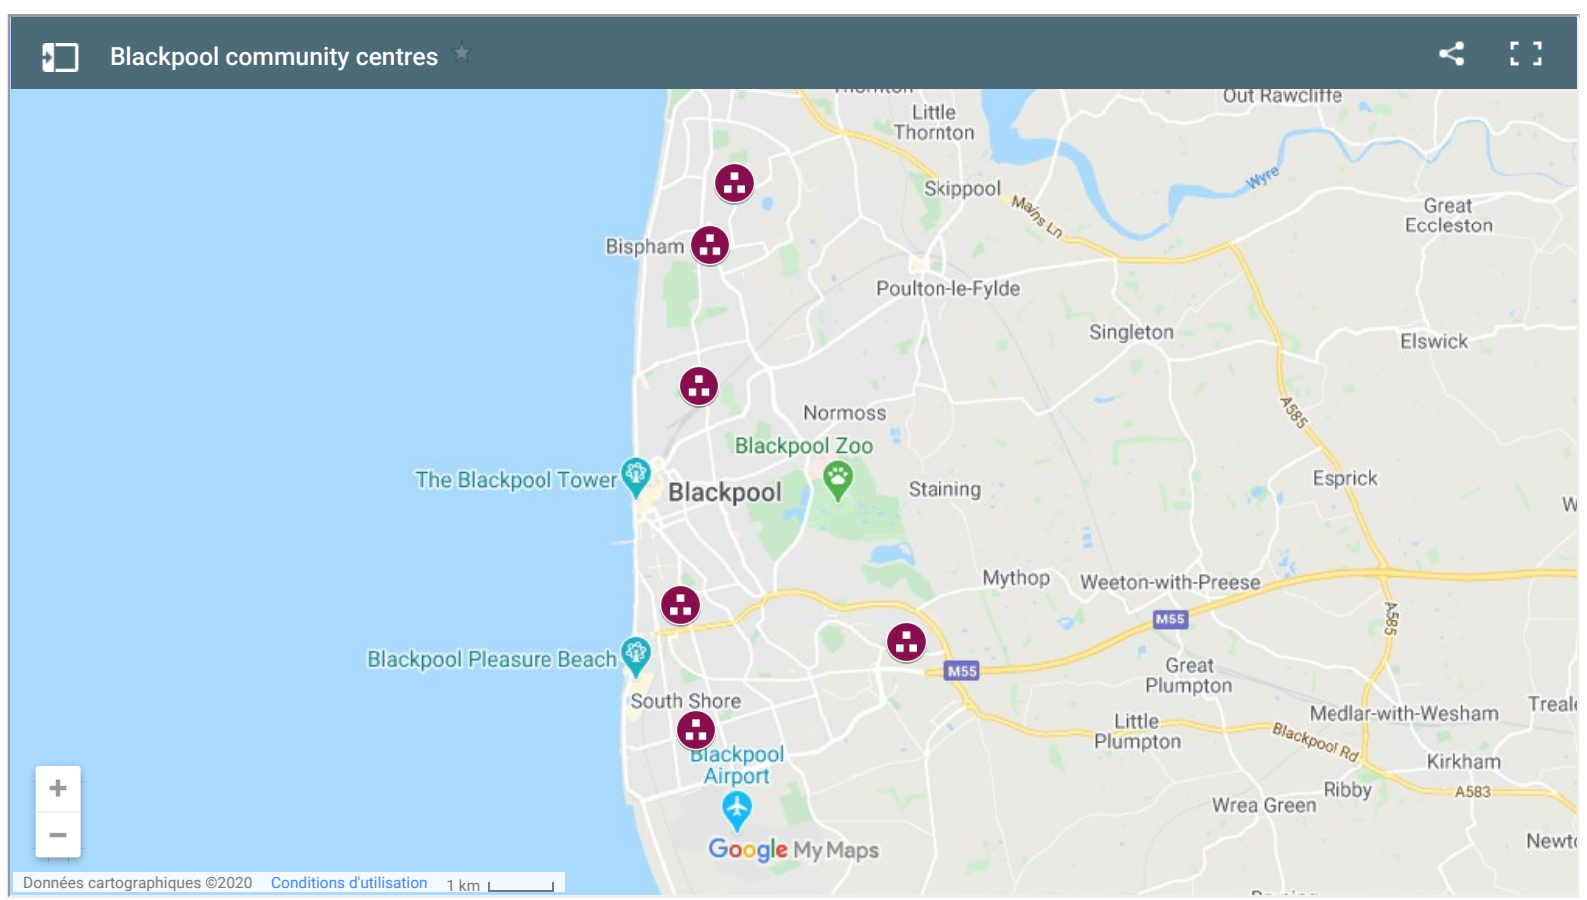 Blackpool community centres
Thornton
Out Rawcliffe
Little
Thornton
Wyre
Skippool
Mains Ln
Great
Eccleston
Bispham
Poulton-le-Fylde
Singleton
Elswick
A585
Normoss
Blackpool Zoo
The Blackpool Tower
Blackpool
Staining
Esprick
W
Mythop
Weeton-with-Preese
M55
A585
Blackpool Pleasure Beach
M55
Great
Plumpton
South Shore
Medlar-with-Wesham
Treale
Little
Plumpton
Blackpool Rd
Blackpool
Airport
Kirkham
Ribby
A583
Wrea Green
Newto
Google My Maps
Données cartographiques ©2020
Conditions d'utilisation
1 km